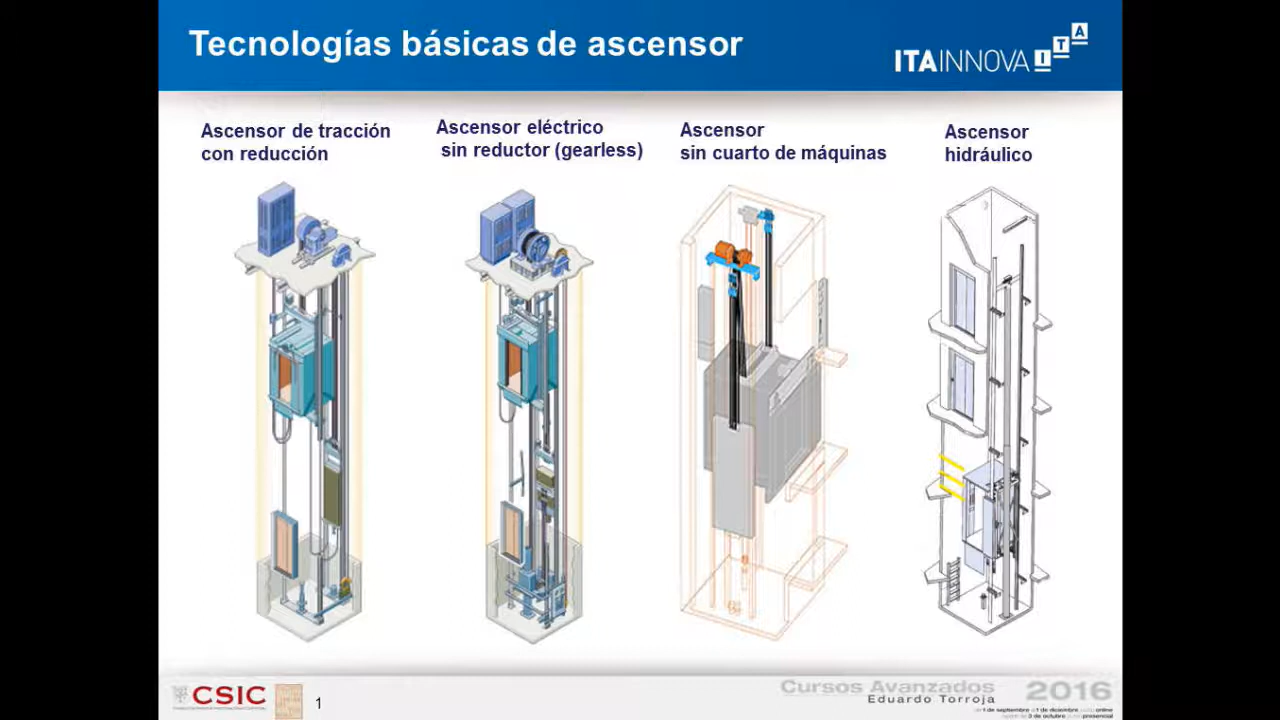 Tecnologías básicas de ascensor
ITAINNOVA
I T A
Ascensor de tracción
con reducción
Ascensor eléctrico
sin reductor (gearless)
Ascensor
sin cuarto de máquinas
Ascensor
hidráulico
CSIC
1
Cursos Avanzados
Eduardo Torroja
2016